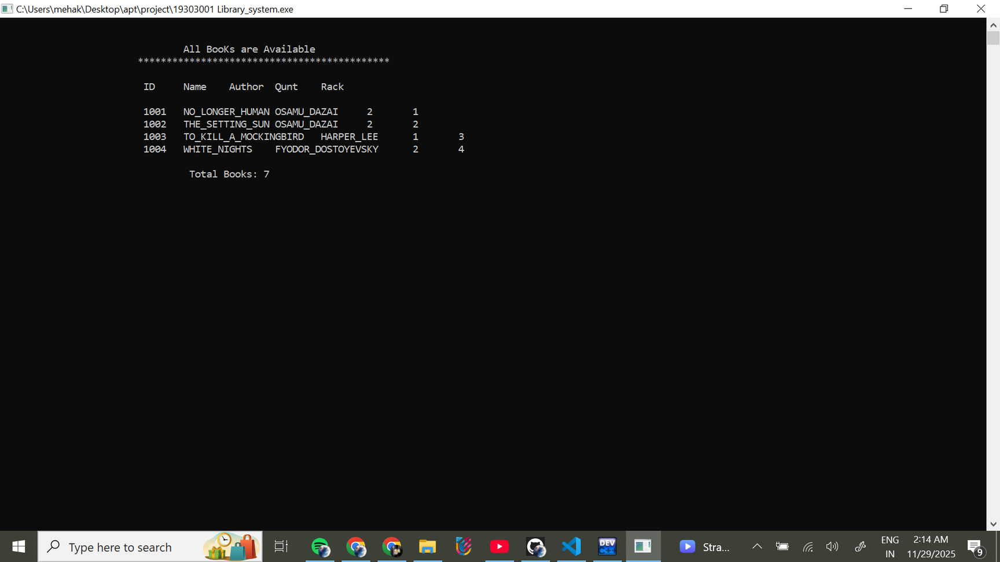 C:\Users\mehak\Desktop\apt\project\19303001 Library_system.exe
All BooKs are Available
********************************************
ID Name Author Qunt Rack
1001 NO_LONGER_HUMAN OSAMU_DAZAI 2 1
1002 THE_SETTING_SUN OSAMU_DAZAI 2 2
1003 TO_KILL_A_MOCKINGBIRD HARPER_LEE 1 3
1004 WHITE_NIGHTS FYODOR_DOSTOYEVSKY 2 4
Total Books: 7
Type here to search
DEV
C++
Stra...
ENG
IN
2:14 AM
11/29/2025
9